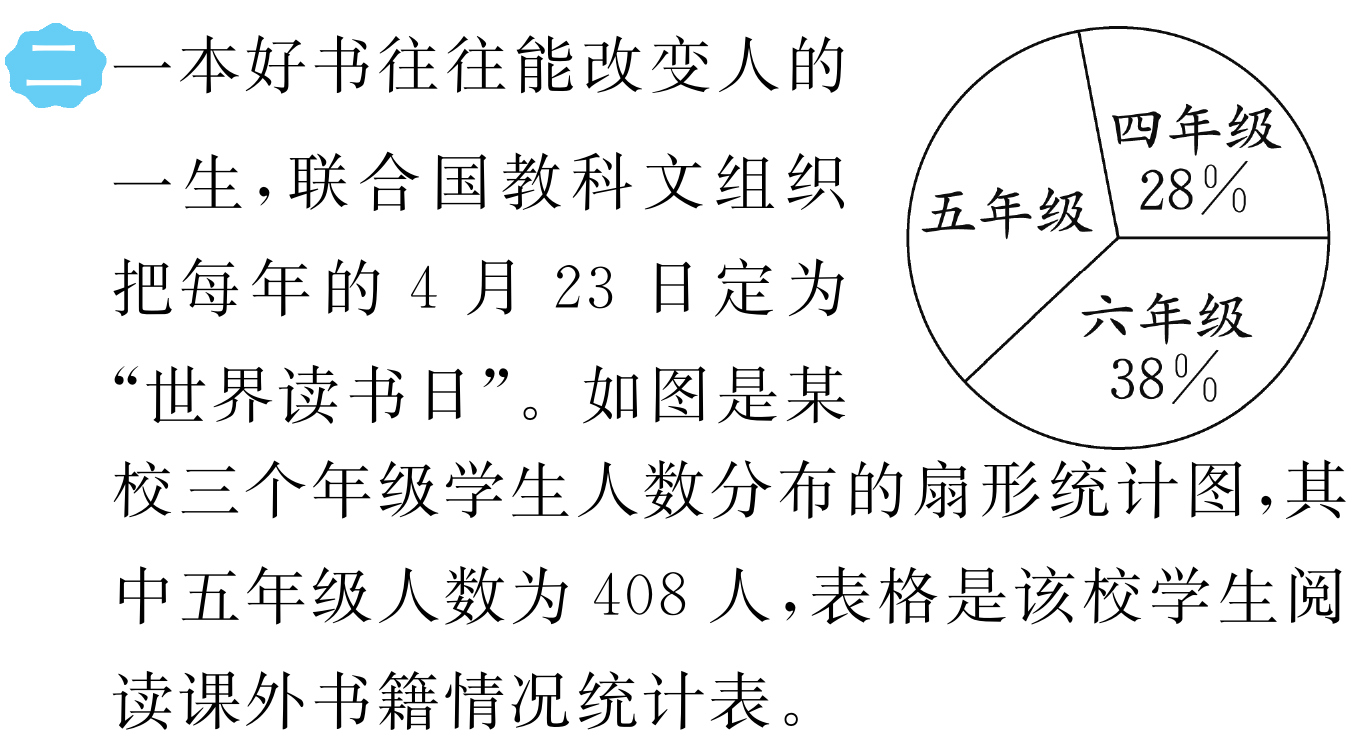 二 一本好书往往能改变人的
一生,联合国教科文组织
把每年的 4 月 23 日定为
“世界读书日”。如图是某
校三个年级学生人数分布的扇形统计图,其
中五年级人数为 408 人,表格是该校学生阅
读课外书籍情况统计表。
四年级
28%
五年级
六年级
38%